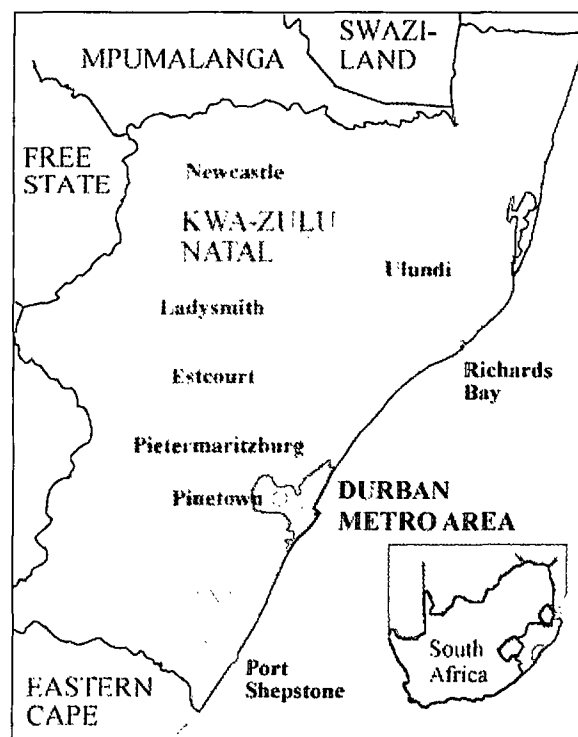 SWAZI-
LAND
MPUMALANGA
FREE
STATE
Newcastle
KWA-ZULU
NATAL
Ulundi
Ladysmith
Richards
Bay
Estcourt
Pietermaritzburg
Pinetown
DURBAN
METRO AREA
South
Africa
Port
Shepstone
EASTERN
CAPE